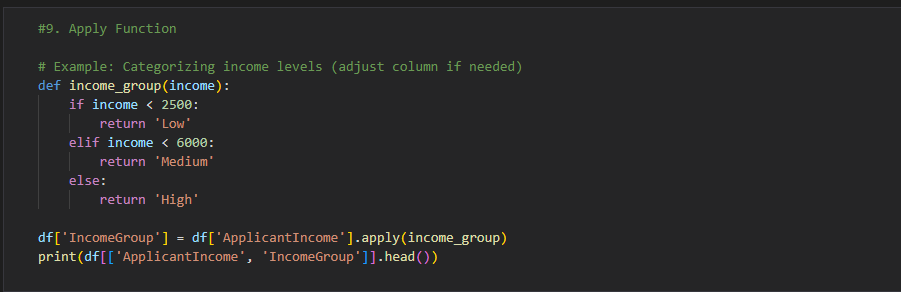 #9. Apply Function
# Example: Categorizing income levels (adjust column if needed)
def income_group(income):
    if income < 2500:
        return 'Low'
    elif income < 6000:
        return 'Medium'
    else:
        return 'High'
df['IncomeGroup'] = df['ApplicantIncome'].apply(income_group)
print(df[['ApplicantIncome', 'IncomeGroup']].head())